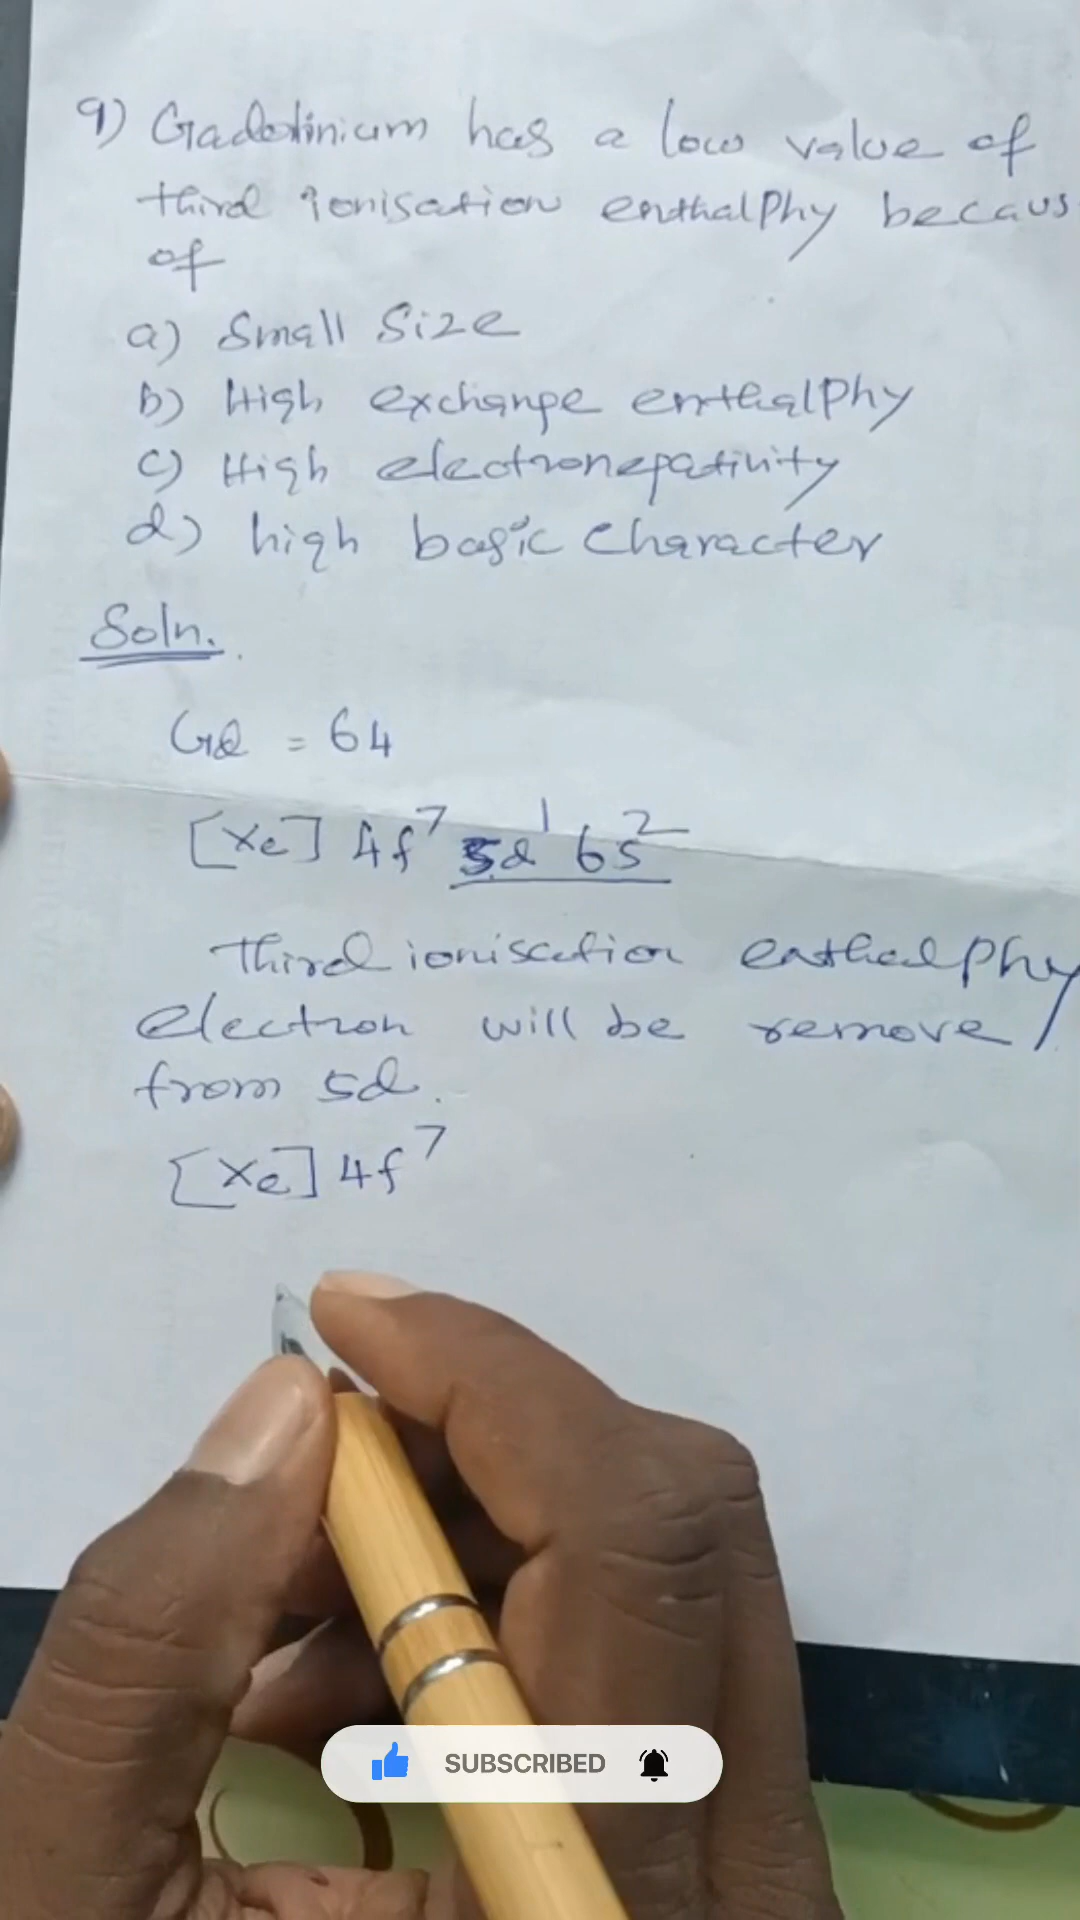 9) Gadolinium has a low value of
third ionisation enthalphy becaus
of
a) Small Size
b) High exchange enthalphy
c) High electronegativity
d) high basic Character
Soln.
Gd = 64
[Xe] 4f⁷ 5d¹ 6s²
Third ionisation enthalphy
electron will be remove
from 5d.
[Xe] 4f⁷
SUBSCRIBED